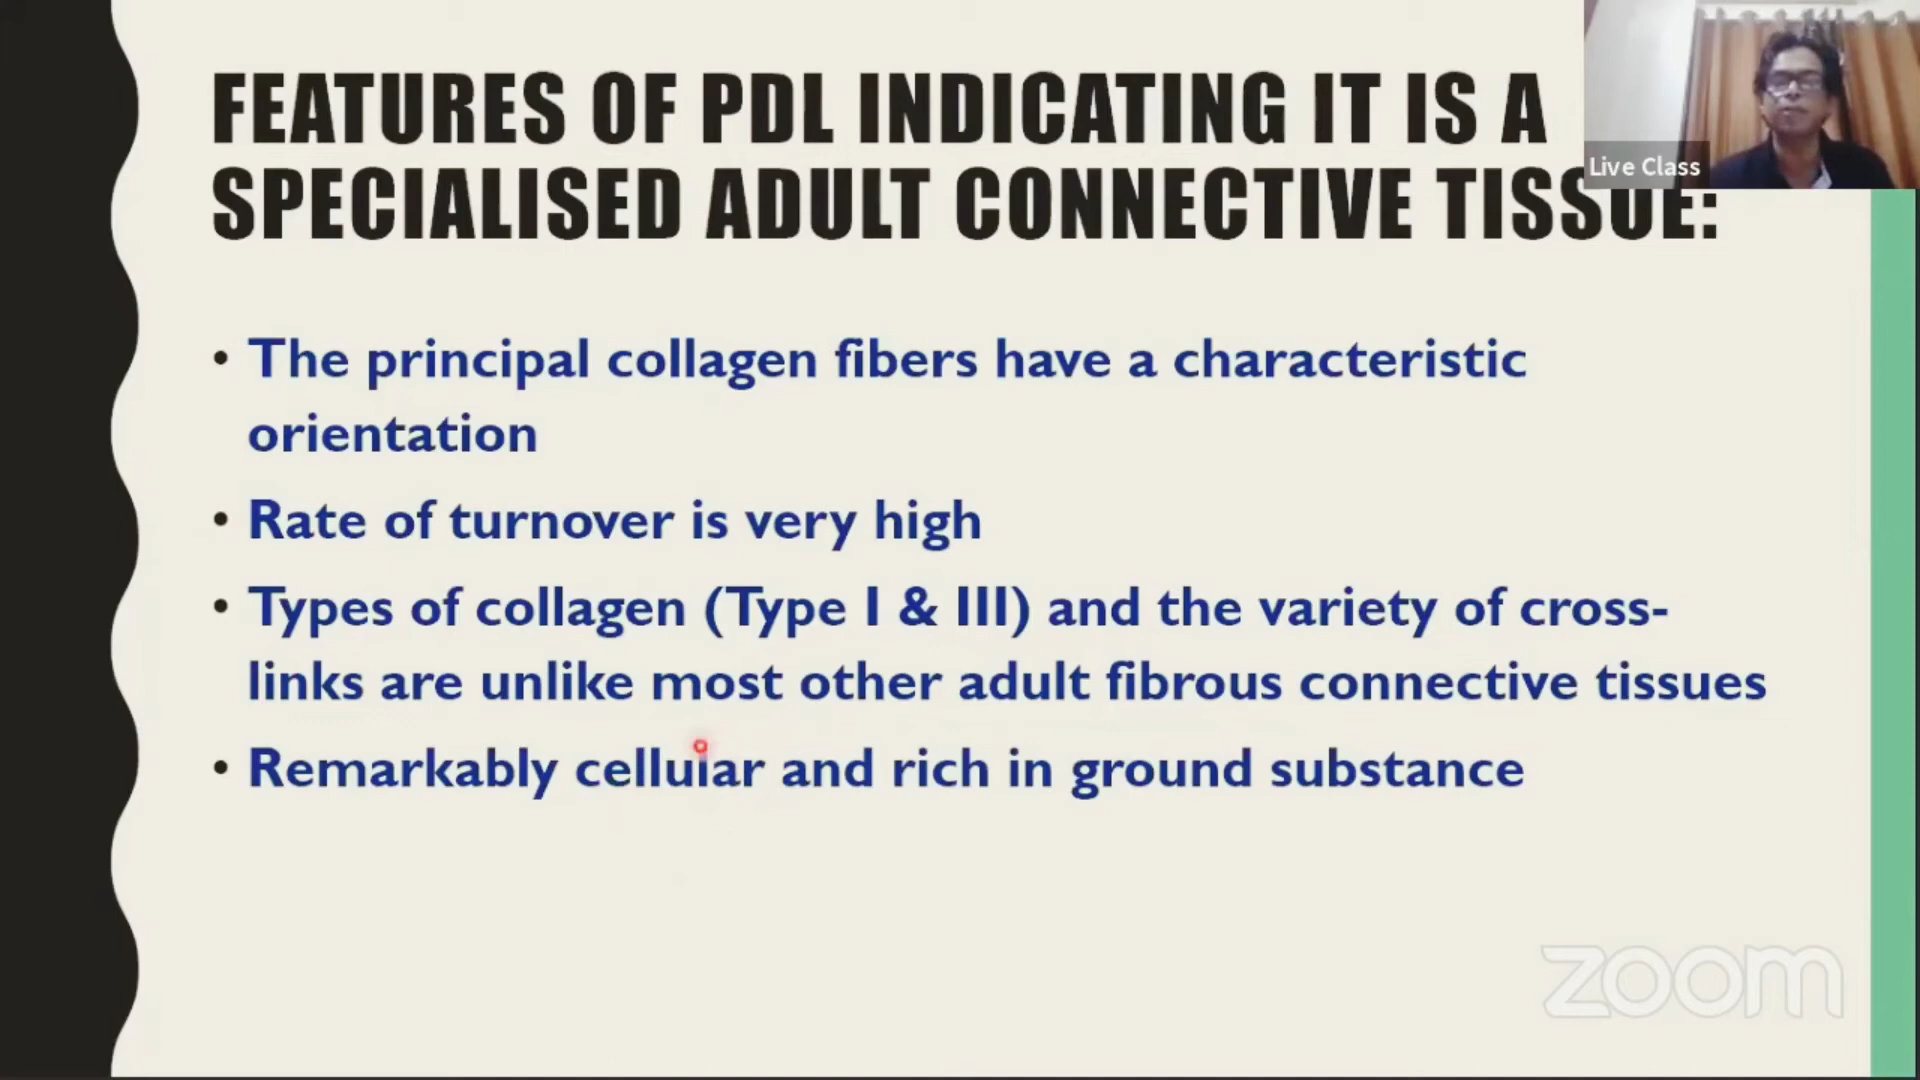 FEATURES OF PDL INDICATING IT IS A
SPECIALISED ADULT CONNECTIVE TISSUE:
Live Class
• The principal collagen fibers have a characteristic
orientation
• Rate of turnover is very high
• Types of collagen (Type I & III) and the variety of cross-
links are unlike most other adult fibrous connective tissues
• Remarkably cellular and rich in ground substance
zoom